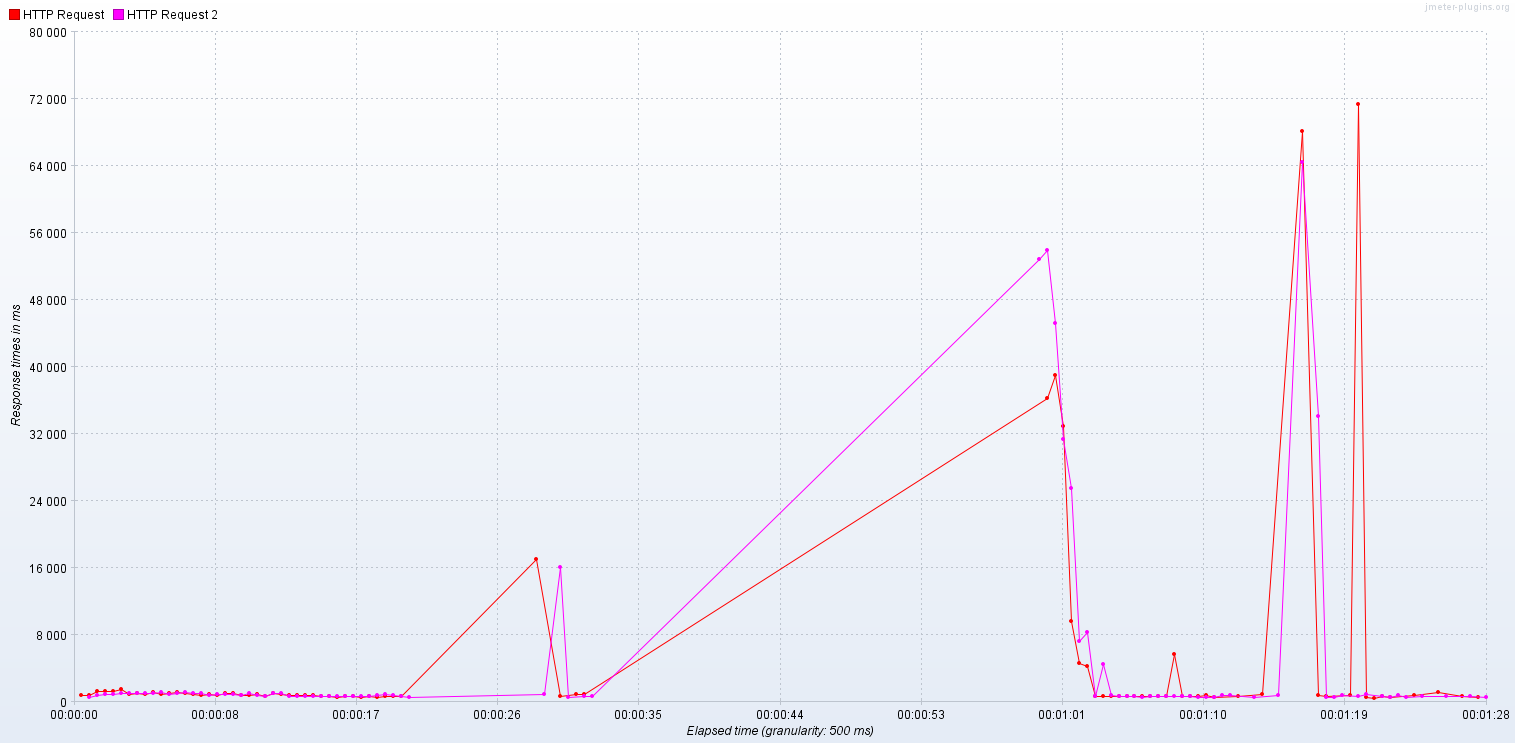 HTTP Request HTTP Request 2
jmeter-plugins.org
80 000
72 000
64 000
56 000
48 000
40 000
32 000
24 000
16 000
8 000
0
Response times in ms
00:00:00 00:00:08 00:00:17 00:00:26 00:00:35 00:00:44 00:00:53 00:01:01 00:01:10 00:01:19 00:01:28
Elapsed time (granularity: 500 ms)